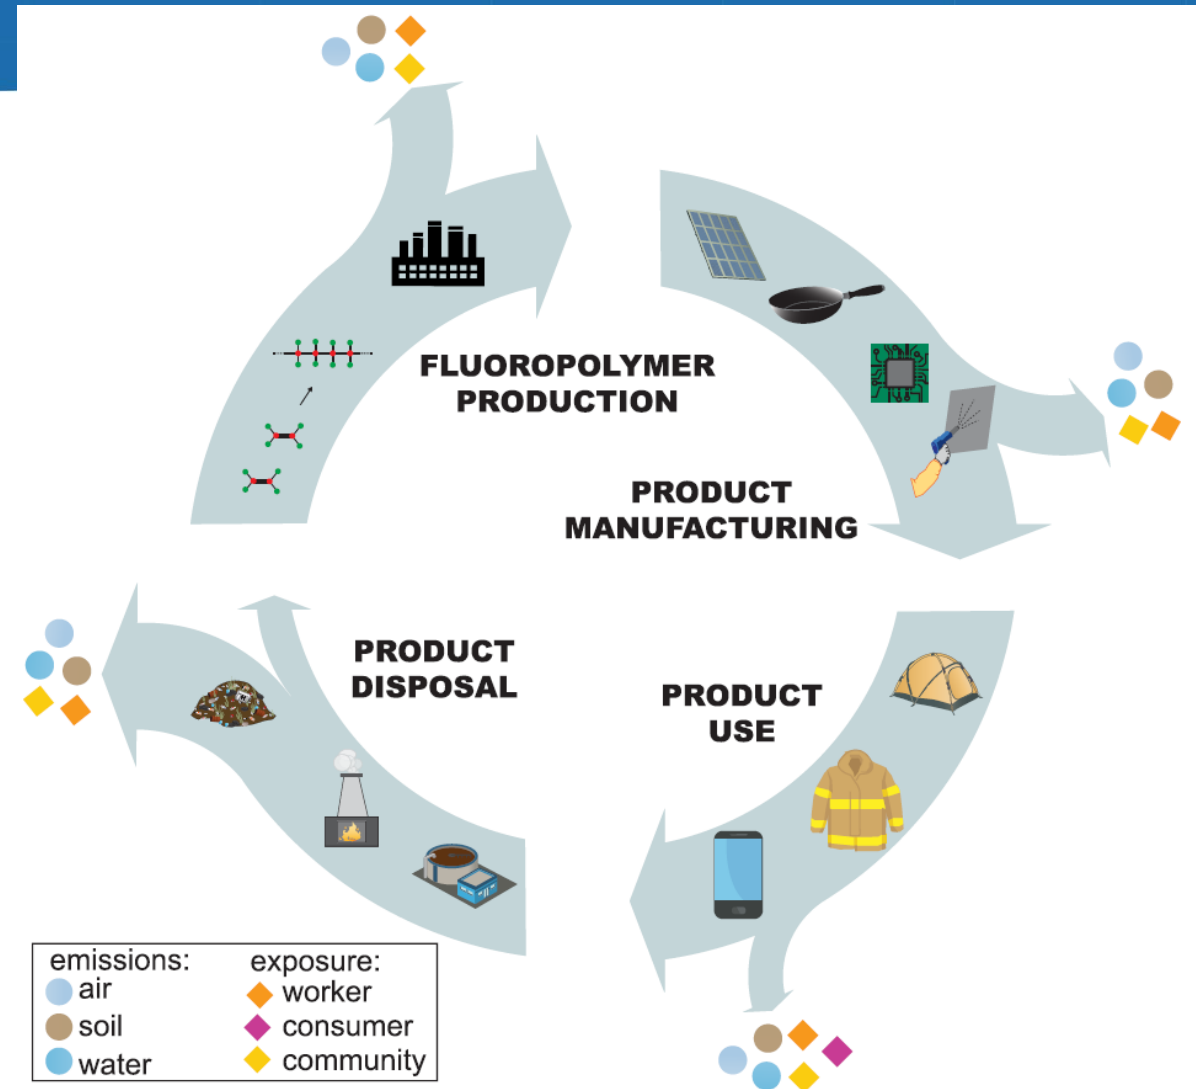 FLUOROPOLYMER
PRODUCTION
PRODUCT
MANUFACTURING
PRODUCT
DISPOSAL
PRODUCT
USE
emissions:
air
soil
water
exposure:
worker
consumer
community